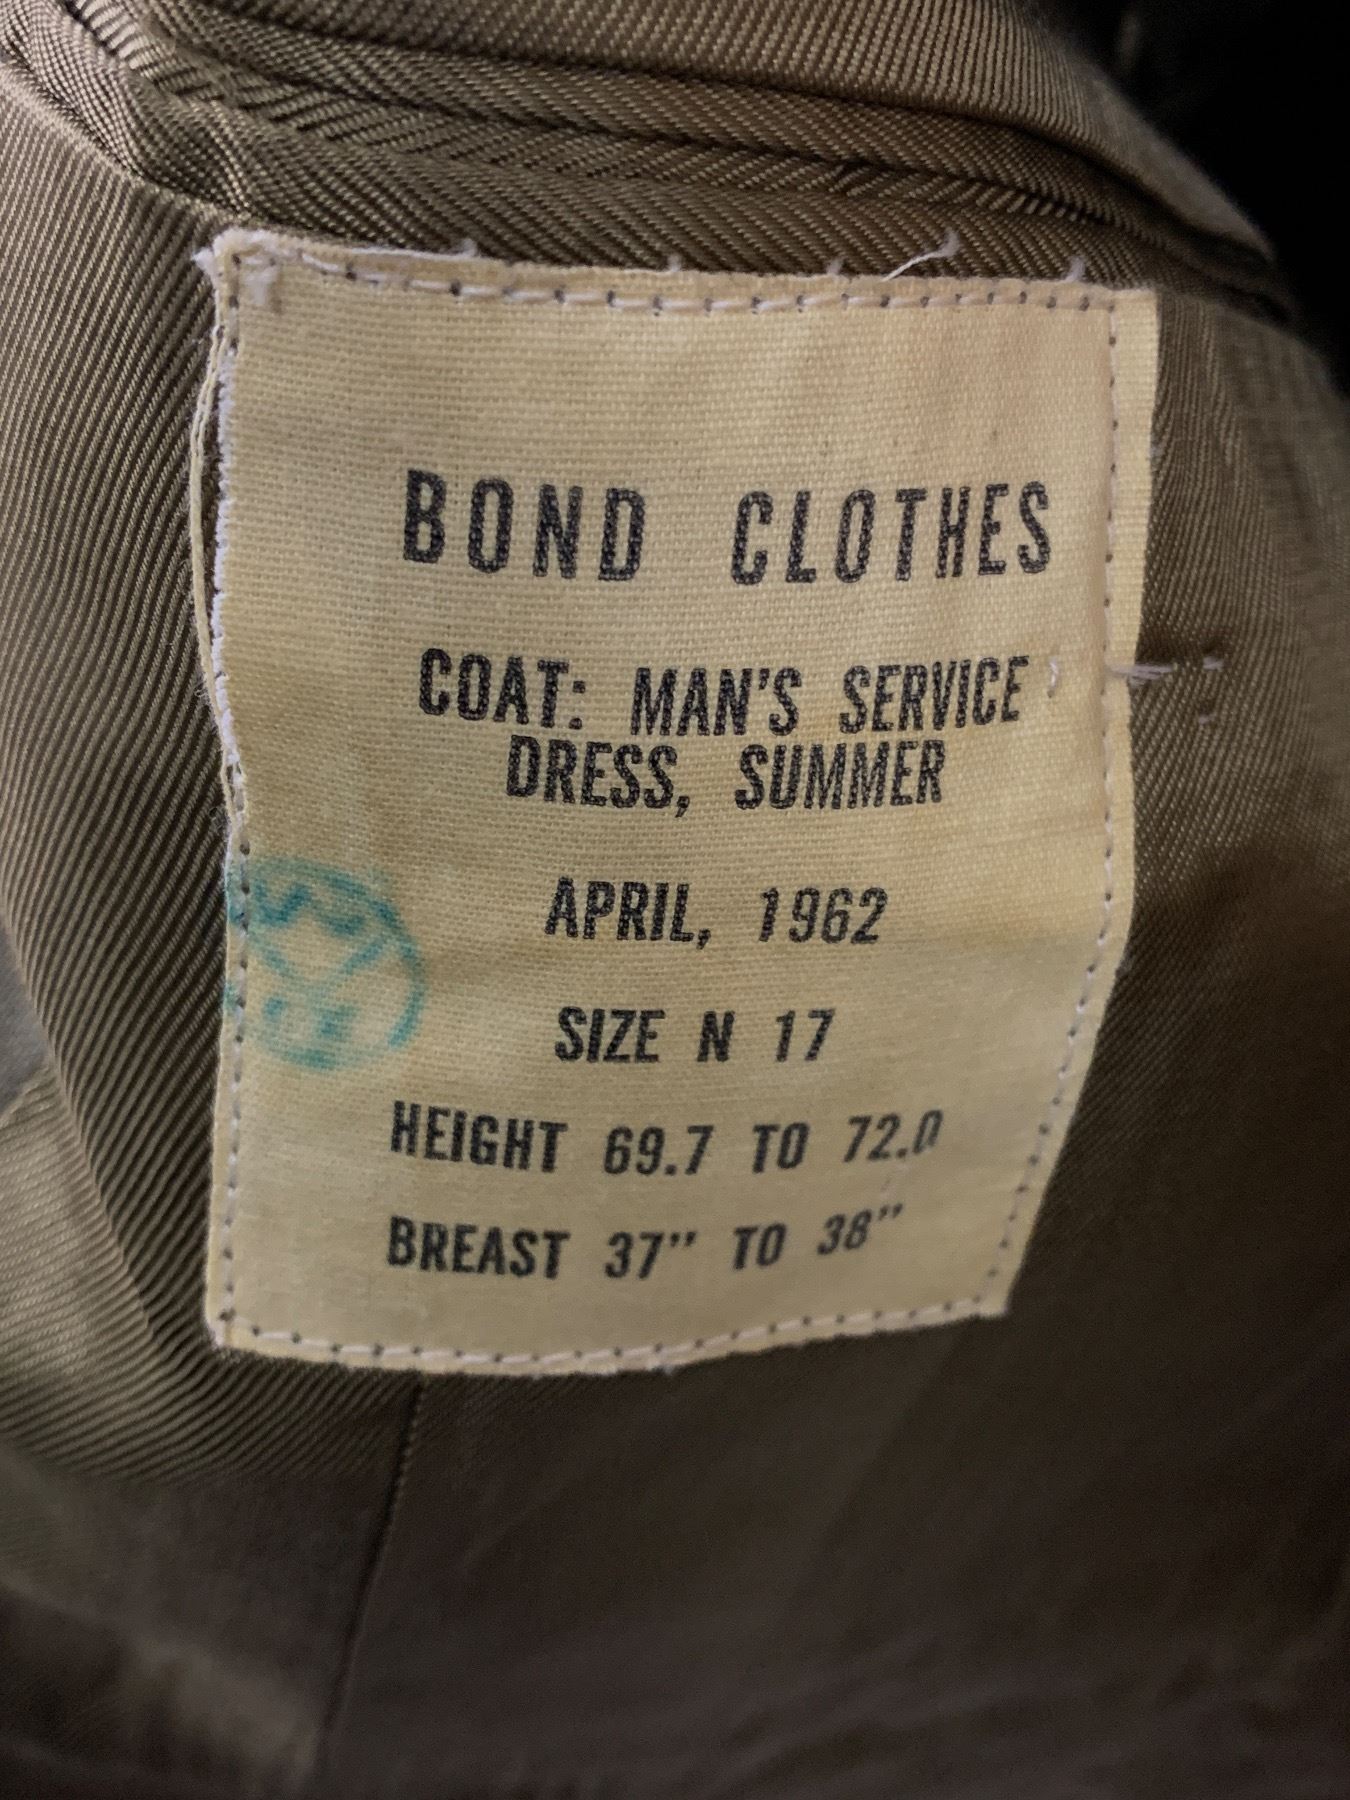 BOND CLOTHES
COAT: MAN'S SERVICE
DRESS, SUMMER
APRIL, 1962
SIZE N 17
HEIGHT 69.7 TO 72.0
BREAST 37" TO 38"